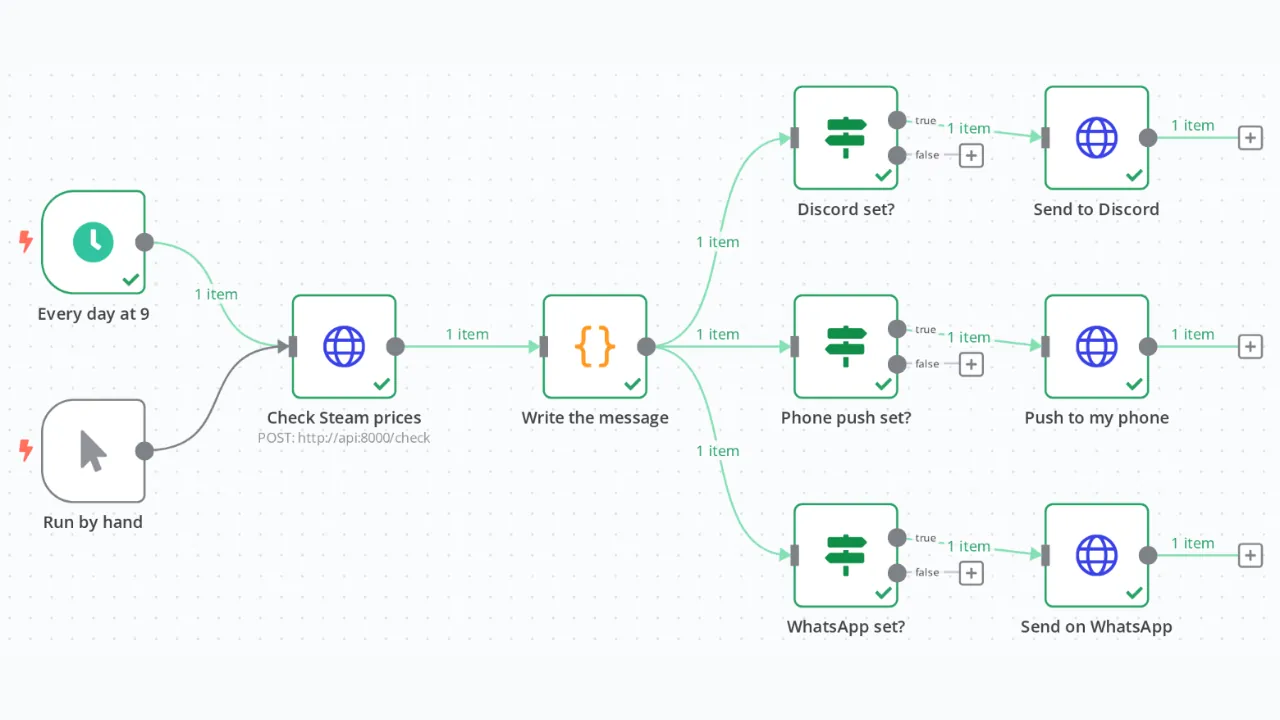 Every day at 9
1 item
Run by hand
Check Steam prices
POST: http://api:8000/check
1 item
Write the message
1 item
1 item
1 item
true
1 item
false
Discord set?
Send to Discord
1 item
true
1 item
false
Phone push set?
Push to my phone
1 item
true
1 item
false
WhatsApp set?
Send on WhatsApp
1 item